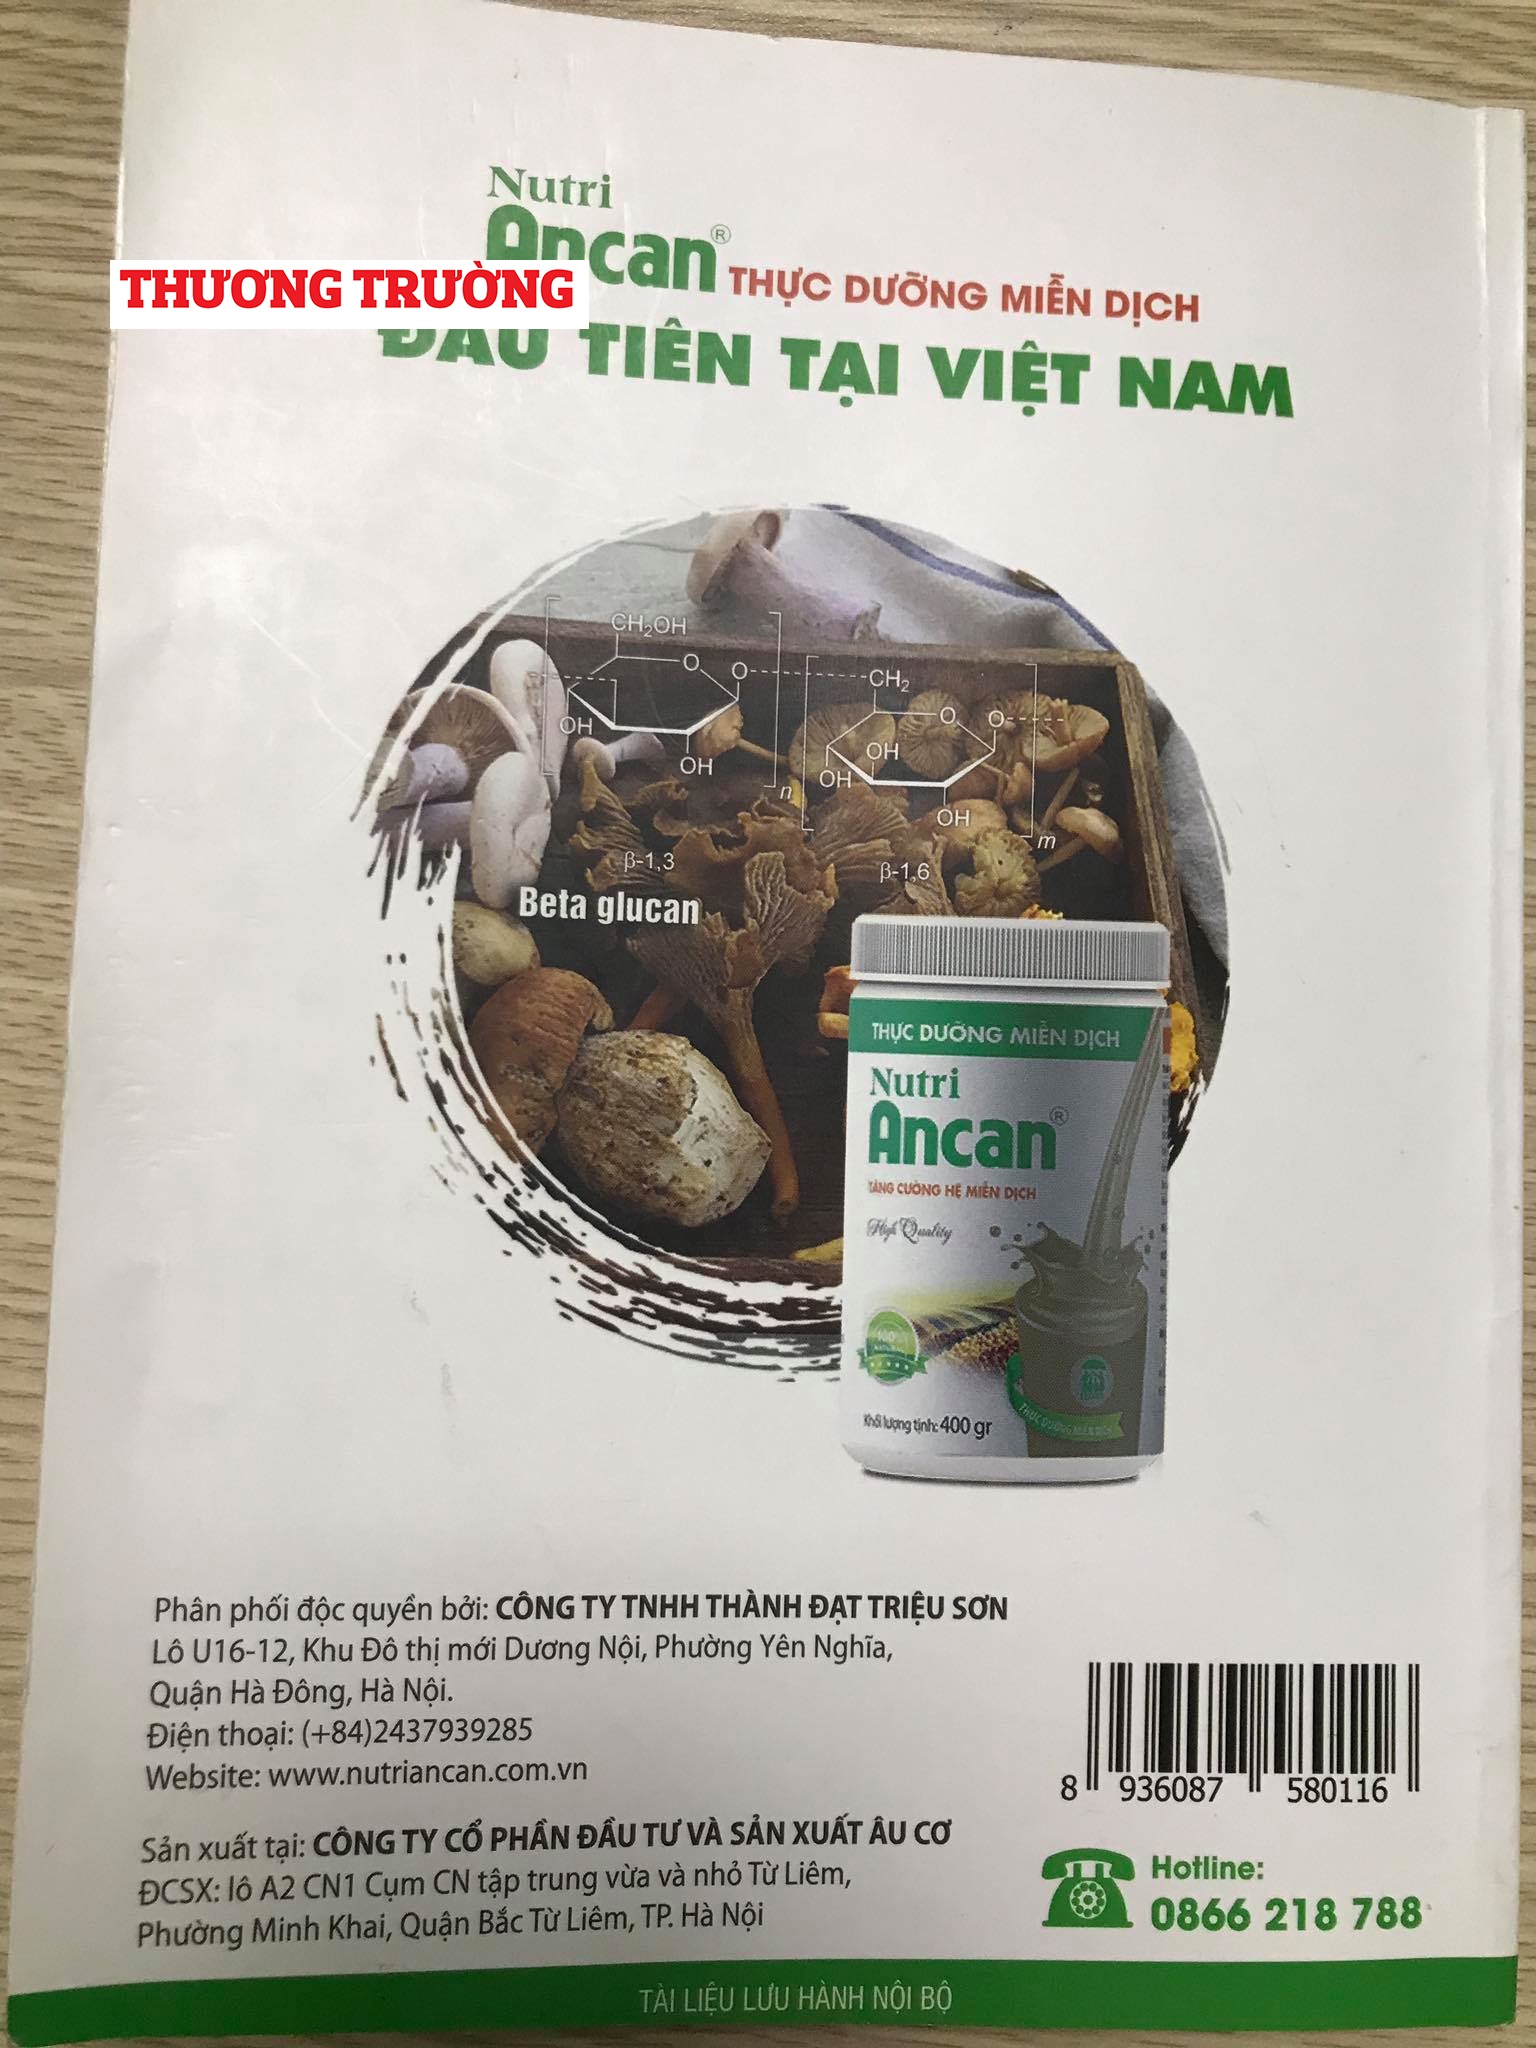 Nutri
Ancan® THỰC DƯỠNG MIỄN DỊCH
THƯƠNG TRƯỜNG
ĐẦU TIÊN TẠI VIỆT NAM
CH₂OH
O
O
CH₂
O
O
OH
OH
n
OH
OH
OH
m
β-1,3
β-1,6
Beta glucan
THỰC DƯỠNG MIỄN DỊCH
Nutri
Ancan®
TĂNG CƯỜNG HỆ MIỄN DỊCH
High Quality
100%
NATURAL
THỰC DƯỠNG MIỄN DỊCH
Khối lượng tịnh: 400 gr
Phân phối độc quyền bởi: CÔNG TY TNHH THÀNH ĐẠT TRIỆU SƠN
Lô U16-12, Khu Đô thị mới Dương Nội, Phường Yên Nghĩa,
Quận Hà Đông, Hà Nội.
Điện thoại: (+84)2437939285
Website: www.nutriancan.com.vn
8 936087 580116
Sản xuất tại: CÔNG TY CỔ PHẦN ĐẦU TƯ VÀ SẢN XUẤT ÂU CƠ
ĐCSX: lô A2 CN1 Cụm CN tập trung vừa và nhỏ Từ Liêm,
Phường Minh Khai, Quận Bắc Từ Liêm, TP. Hà Nội
Hotline:
0866 218 788
TÀI LIỆU LƯU HÀNH NỘI BỘ